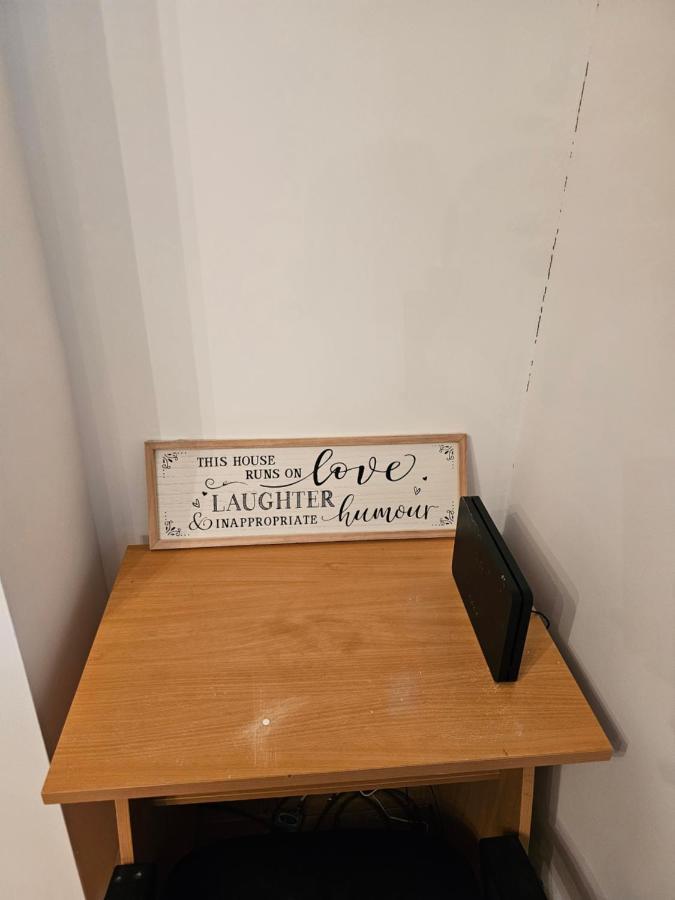 THIS HOUSE
RUNS ON love
LAUGHTER
& INAPPROPRIATE humour